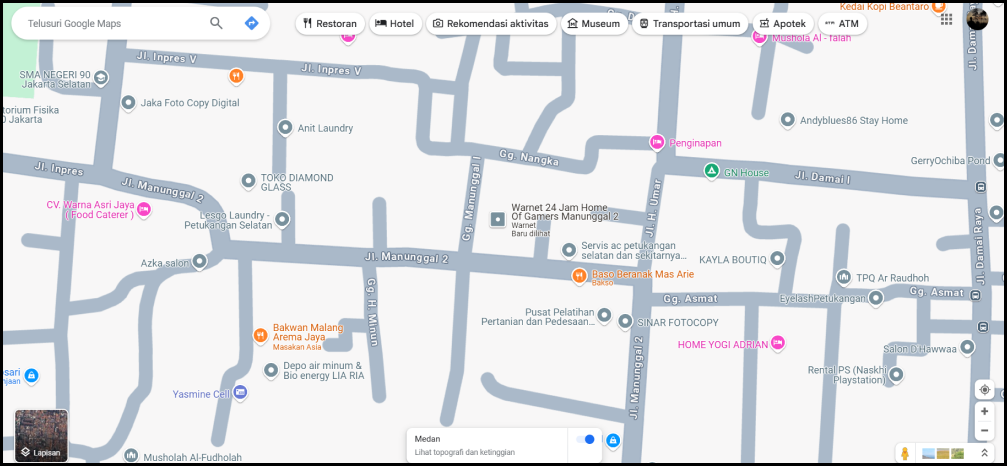 Telusuri Google Maps
Restoran
Hotel
Rekomendasi aktivitas
Museum
Transportasi umum
Apotek
ATM
Kedai Kopi Beantaro
Mushola Al - falah
Jl. Damai
Jl. Inpres V
Jl. Inpres V
SMA NEGERI 90
Jakarta Selatan
Jaka Foto Copy Digital
torium Fisika
0 Jakarta
Anit Laundry
Andyblues86 Stay Home
Penginapan
Gg. Nangka
GerryOchiba Pond
Jl. Inpres
Jl. Manunggal 2
TOKO DIAMOND
GLASS
GN House
Jl. Damai I
CV. Warna Asri Jaya
( Food Caterer )
Lesgo Laundry -
Petukangan Selatan
Gg. Manunggal I
Warnet 24 Jam Home
Of Gamers Manunggal 2
Warnet
Baru dilihat
Jl. H. Umar
Jl. Damai Raya
Azka salon
Jl. Manunggal 2
Servis ac petukangan
selatan dan sekitarnya...
KAYLA BOUTIQ
Baso Beranak Mas Arie
Bakso
TPQ Ar Raudhoh
Gg. H. Minun
Gg. Asmat
EyelashPetukangan
Gg. Asmat
Pusat Pelatihan
Pertanian dan Pedesaan...
SINAR FOTOCOPY
Bakwan Malang
Arema Jaya
Masakan Asia
HOME YOGI ADRIAN
Salon D'Hawwaa
Depo air minum &
Bio energy LIA RIA
Jl. Manunggal 2
Rental PS (Naskhi
Playstation)
osari
njaan
Yasmine Cell
Lapisan
Musholah Al-Fudholah
Medan
Lihat topografi dan ketinggian